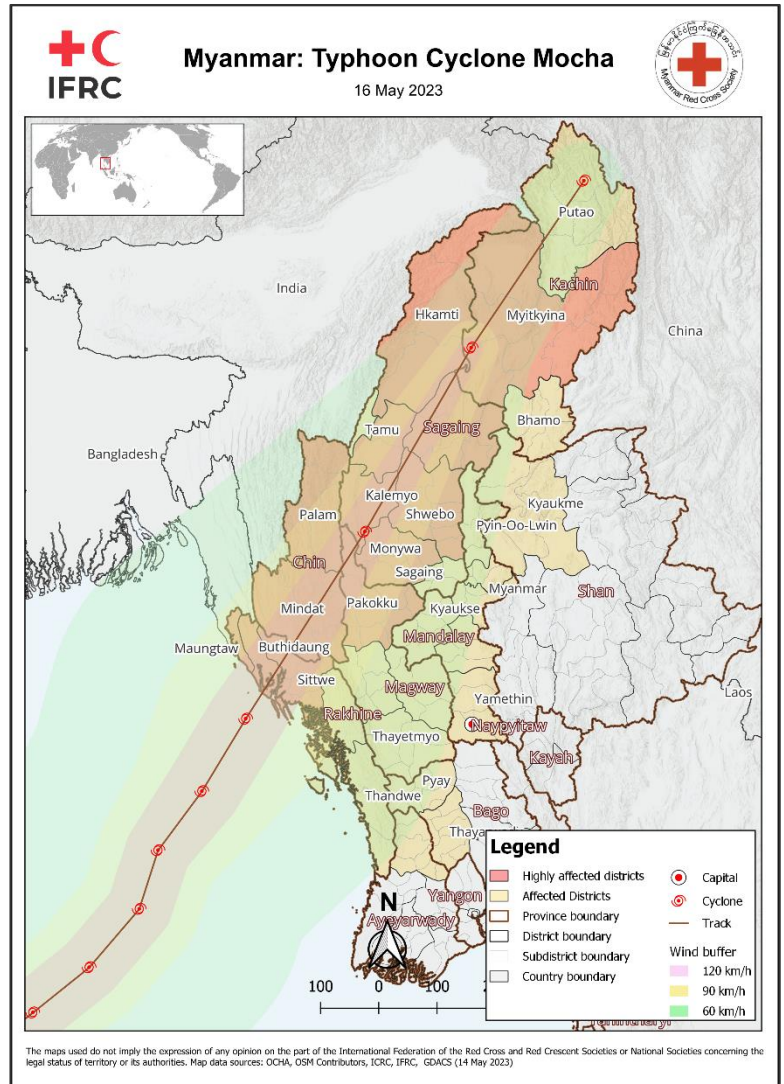 IFRC
Myanmar: Typhoon Cyclone Mocha
16 May 2023
Myanmar Red Cross Society
Putao
Kachin
India
Hkamti
Myitkyina
China
Tamu
Sagaing
Bhamo
Bangladesh
Kalemyo
Kyaukme
Palam
Shwebo
Pyin-Oo-Lwin
Chin
Monywa
Sagaing
Myanmar
Shan
Mindat
Pakokku
Kyaukse
Maungtaw
Buthidaung
Mandalay
Sittwe
Magway
Yamethin
Laos
Rakhine
Naypyitaw
Thayetmyo
Kayah
Pyay
Thandwe
Bago
Yangon
Ayeyarwady
N
100 0 100
Legend
Highly affected districts
Affected Districts
Province boundary
District boundary
Subdistrict boundary
Country boundary
Capital
Cyclone
Track
Wind buffer
120 km/h
90 km/h
60 km/h
The maps used do not imply the expression of any opinion on the part of the International Federation of the Red Cross and Red Crescent Societies or National Societies concerning the
legal status of territory or its authorities. Map data sources: OCHA, OSM Contributors, ICRC, IFRC, GDACS (14 May 2023)